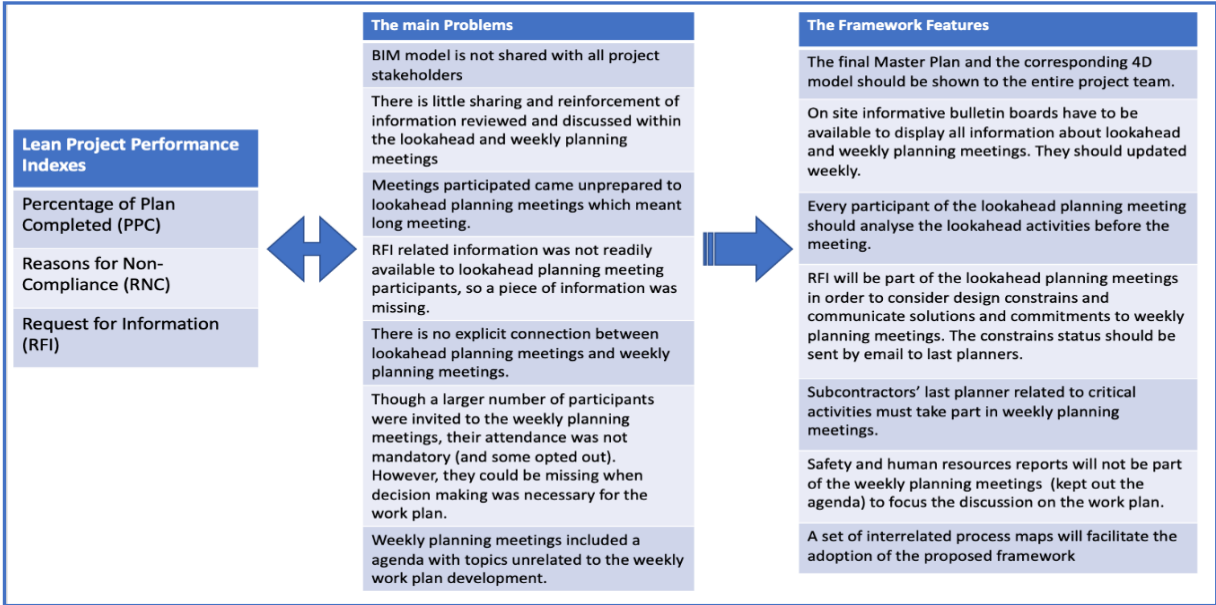 Lean Project Performance
Indexes
Percentage of Plan
Completed (PPC)
Reasons for Non-
Compliance (RNC)
Request for Information
(RFI)
The main Problems
BIM model is not shared with all project
stakeholders
There is little sharing and reinforcement of
information reviewed and discussed within
the lookahead and weekly planning
meetings
Meetings participated came unprepared to
lookahead planning meetings which meant
long meeting.
RFI related information was not readily
available to lookahead planning meeting
participants, so a piece of information was
missing.
There is no explicit connection between
lookahead planning meetings and weekly
planning meetings.
Though a larger number of participants
were invited to the weekly planning
meetings, their attendance was not
mandatory (and some opted out).
However, they could be missing when
decision making was necessary for the
work plan.
Weekly planning meetings included a
agenda with topics unrelated to the weekly
work plan development.
The Framework Features
The final Master Plan and the corresponding 4D
model should be shown to the entire project team.
On site informative bulletin boards have to be
available to display all information about lookahead
and weekly planning meetings. They should updated
weekly.
Every participant of the lookahead planning meeting
should analyse the lookahead activities before the
meeting.
RFI will be part of the lookahead planning meetings
in order to consider design constrains and
communicate solutions and commitments to weekly
planning meetings. The constrains status should be
sent by email to last planners.
Subcontractors’ last planner related to critical
activities must take part in weekly planning
meetings.
Safety and human resources reports will not be part
of the weekly planning meetings (kept out the
agenda) to focus the discussion on the work plan.
A set of interrelated process maps will facilitate the
adoption of the proposed framework